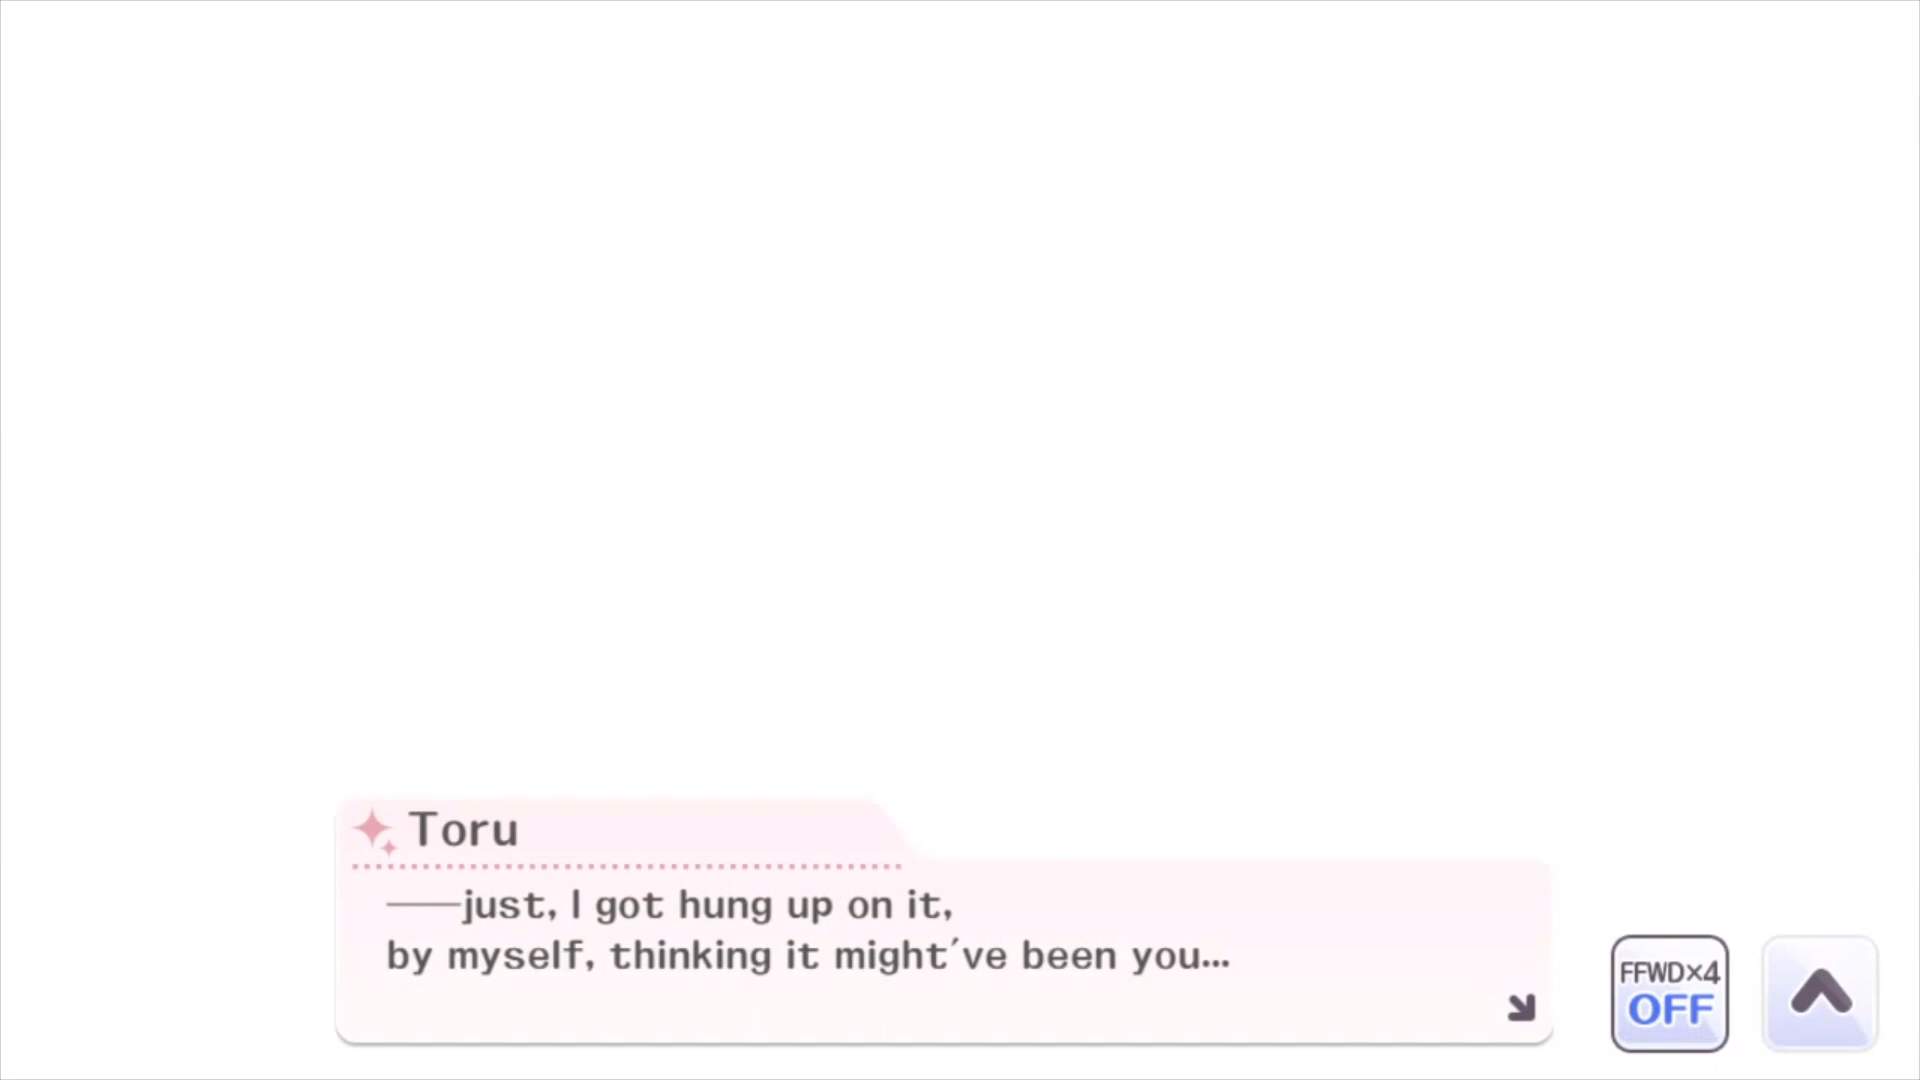 Toru
——just, I got hung up on it,
by myself, thinking it might've been you...
FFWD×4
OFF